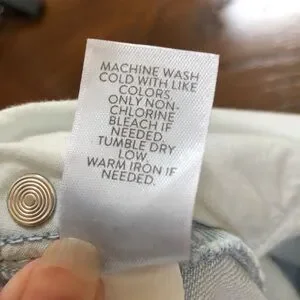 MACHINE WASH
COLD WITH LIKE
COLORS,
ONLY NON-
CHLORINE
BLEACH IF
NEEDED.
TUMBLE DRY
LOW.
WARM IRON IF
NEEDED.